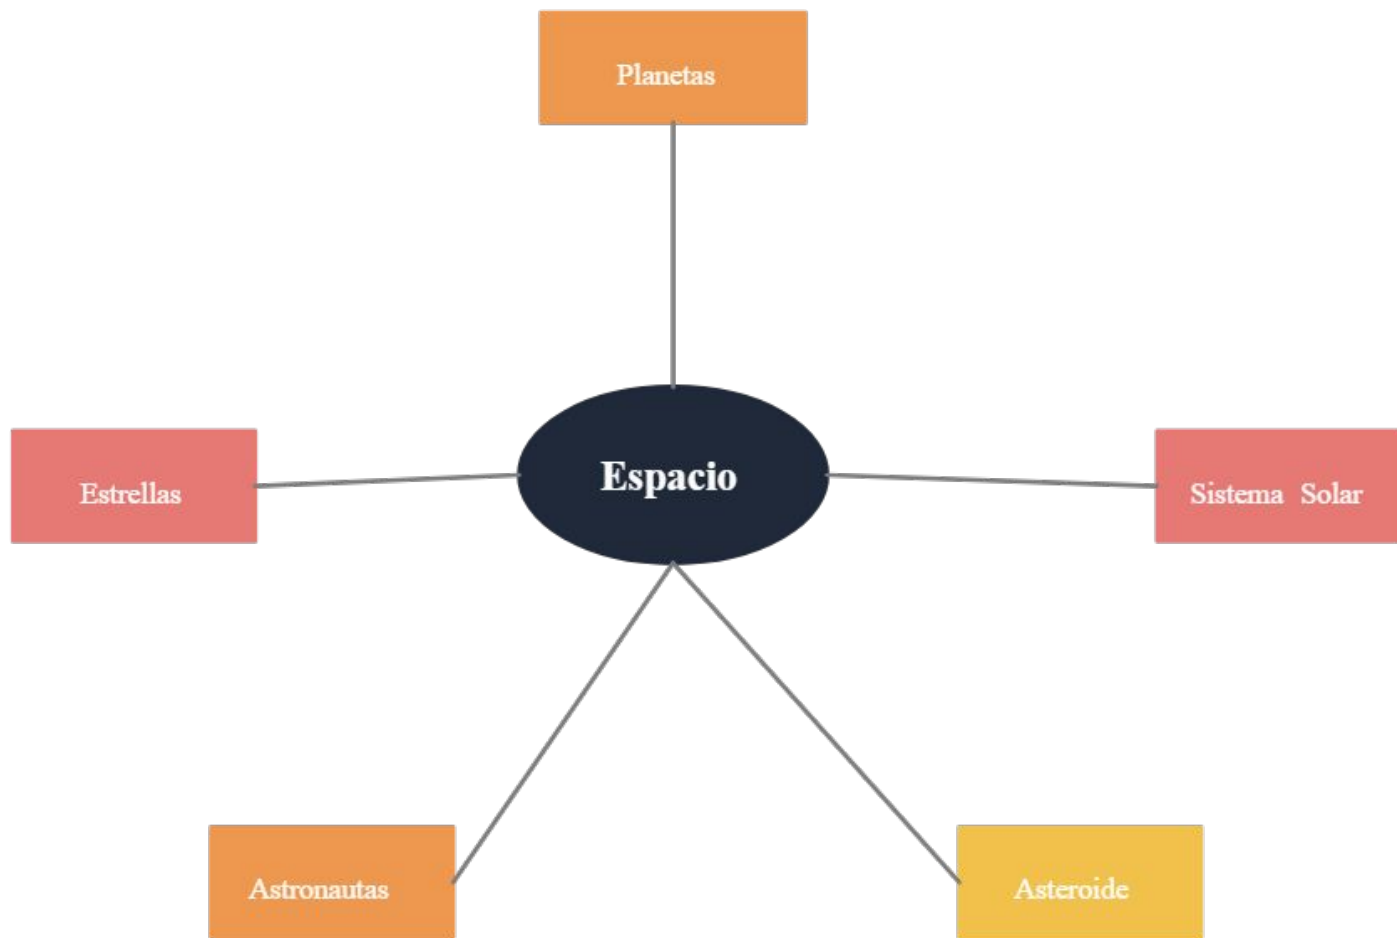 Planetas
Estrellas
Espacio
Sistema Solar
Astronautas
Asteroide